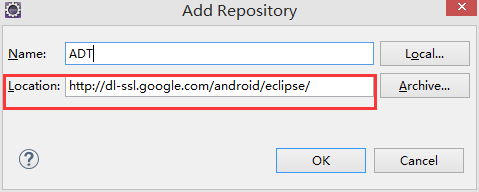 Add Repository
Name: ADT Local...
Location: http://dl-ssl.google.com/android/eclipse/ Archive...
? OK Cancel